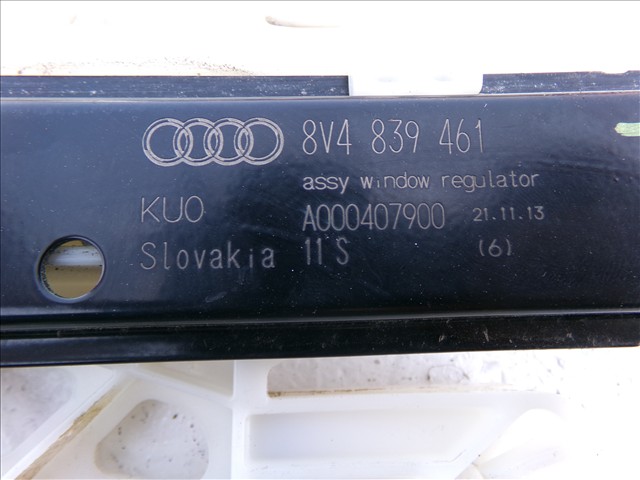 8V4 839 461
assy window regulator
KUO A000407900 21.11.13
Slovakia 11 S (6)